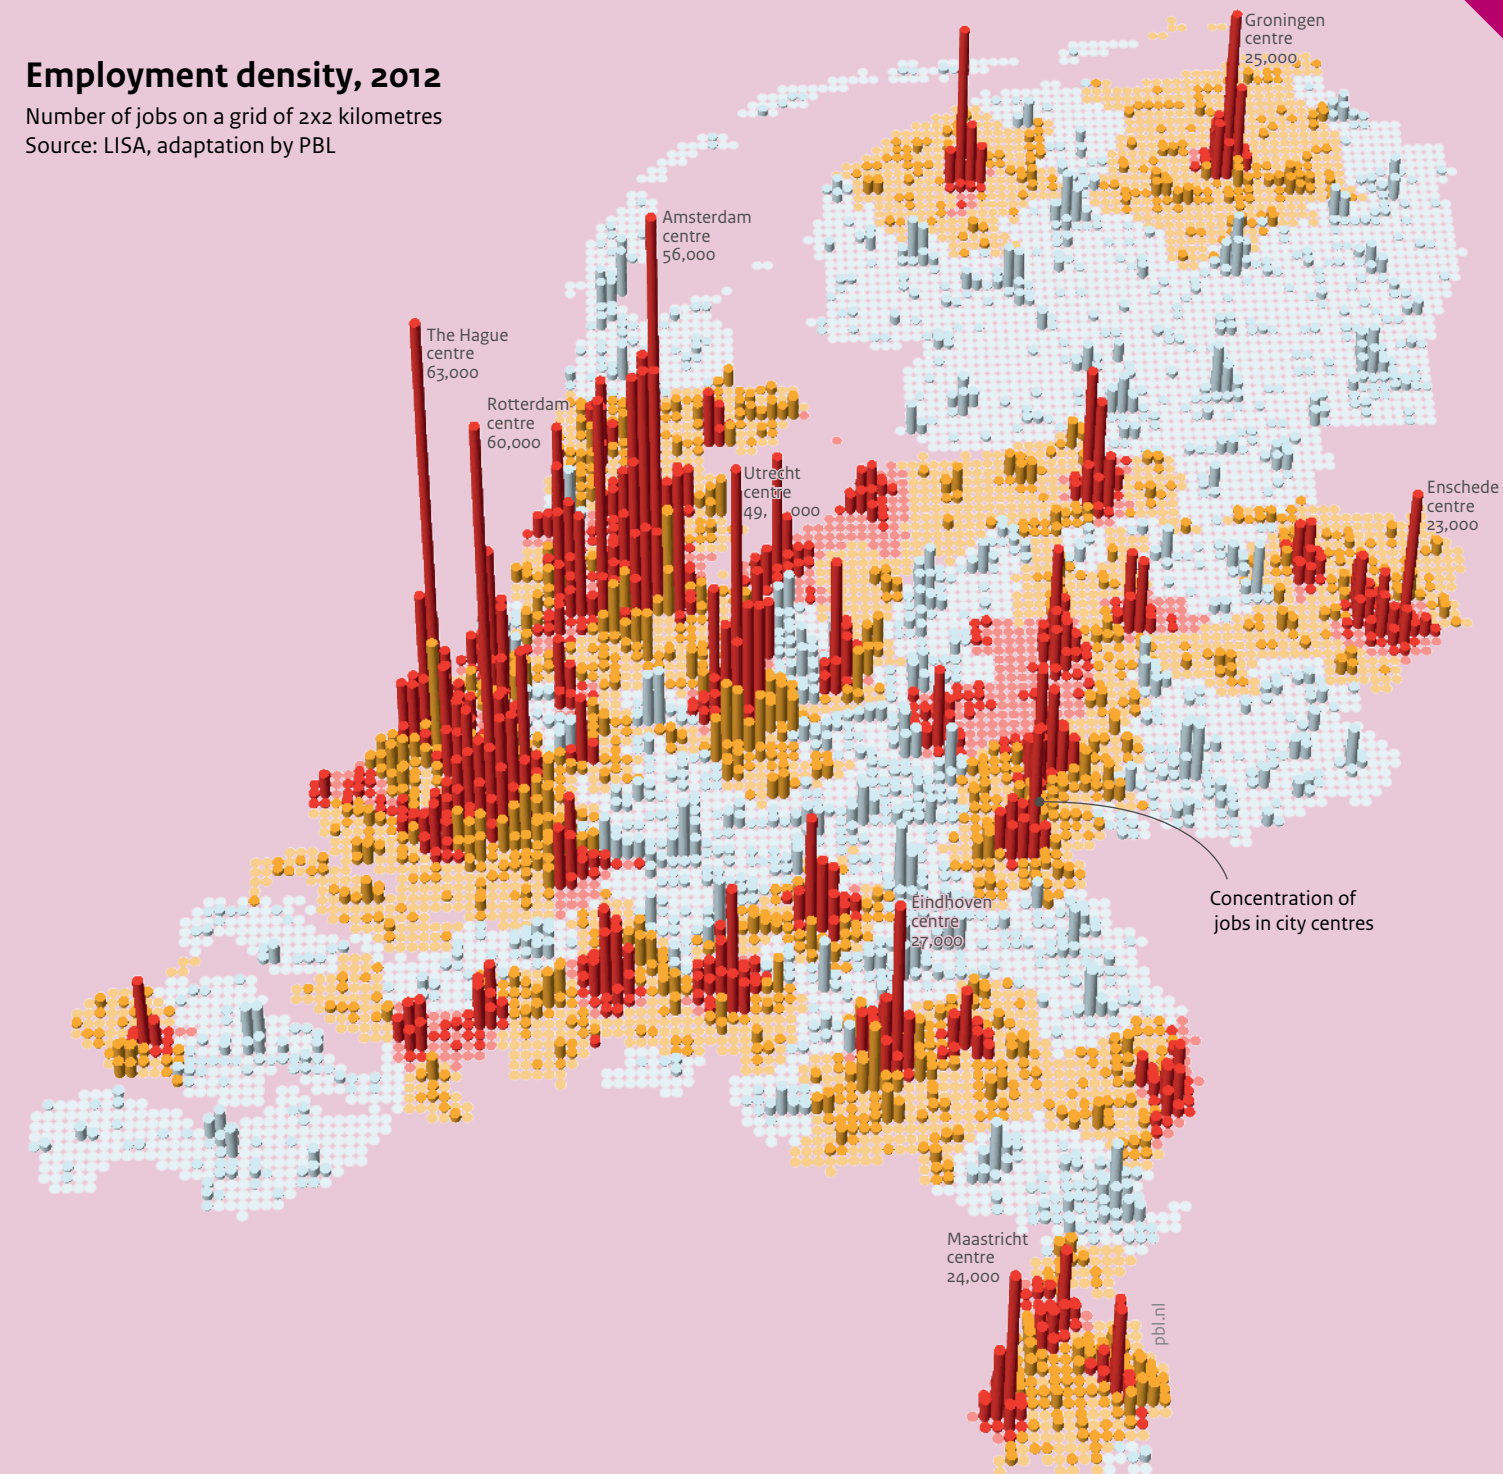 Employment density, 2012
Number of jobs on a grid of 2x2 kilometres
Source: LISA, adaptation by PBL
Groningen
centre
25,000
Amsterdam
centre
56,000
The Hague
centre
63,000
Rotterdam
centre
60,000
Utrecht
centre
49,000
Enschede
centre
23,000
Eindhoven
centre
27,000
Concentration of
jobs in city centres
Maastricht
centre
24,000
pbl.nl